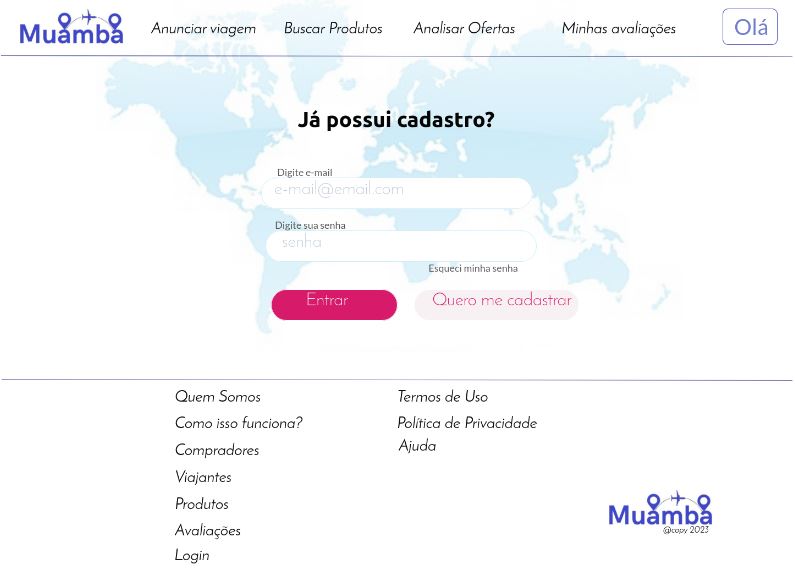 Muamba
Anunciar viagem
Buscar Produtos
Analisar Ofertas
Minhas avaliações
Olá
Já possui cadastro?
Digite e-mail
e-mail@email.com
Digite sua senha
senha
Esqueci minha senha
Entrar
Quero me cadastrar
Quem Somos
Como isso funciona?
Compradores
Viajantes
Produtos
Avaliações
Login
Termos de Uso
Política de Privacidade
Ajuda
Muamba
@copy 2023